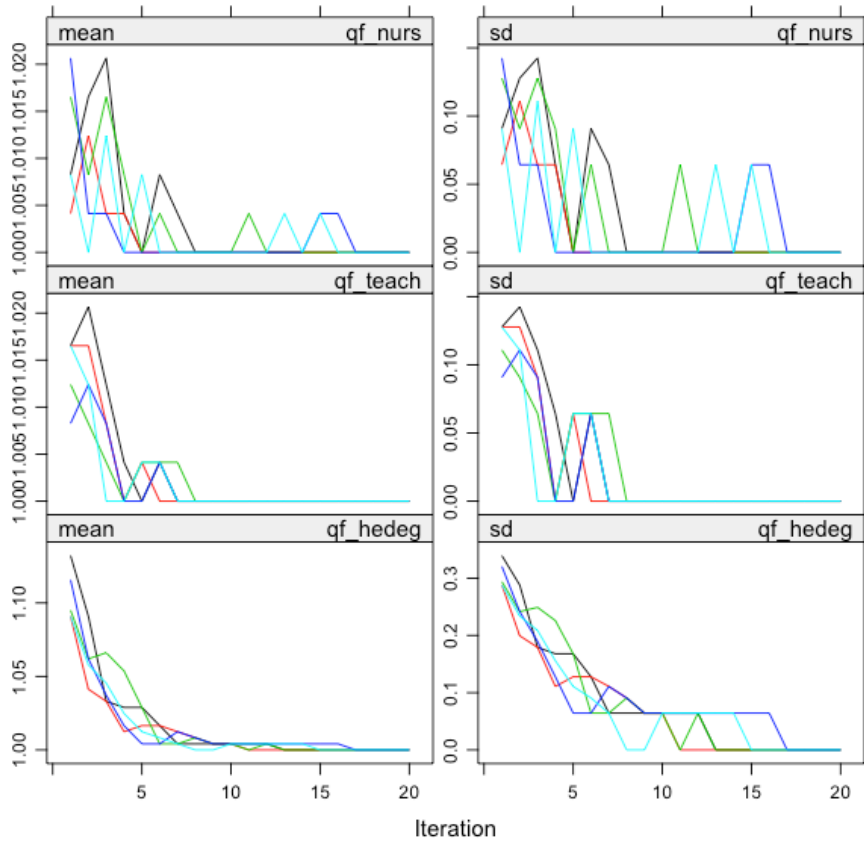 mean qf_nurs
sd qf_nurs
1.000 1.005 1.010 1.015 1.020
0.00 0.05 0.10
mean qf_teach
sd qf_teach
1.000 1.005 1.010 1.015 1.020
0.00 0.05 0.10
mean qf_hedeg
sd qf_hedeg
1.00 1.05 1.10
0.0 0.1 0.2 0.3
5 10 15 20
5 10 15 20
Iteration